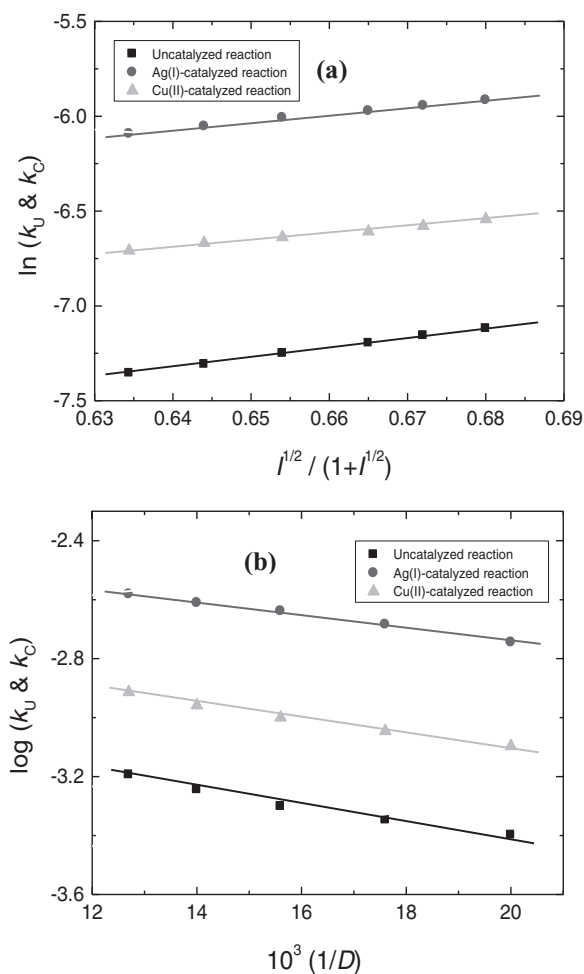 -5.5
Uncatalyzed reaction
Ag(I)-catalyzed reaction
Cu(II)-catalyzed reaction
(a)
-6.0
-6.5
-7.0
-7.5
ln (kU & kC)
0.63 0.64 0.65 0.66 0.67 0.68 0.69
I1/2 / (1+I1/2)
-2.4
(b)
Uncatalyzed reaction
Ag(I)-catalyzed reaction
Cu(II)-catalyzed reaction
-2.8
-3.2
-3.6
log (kU & kC)
12 14 16 18 20
103 (1/D)